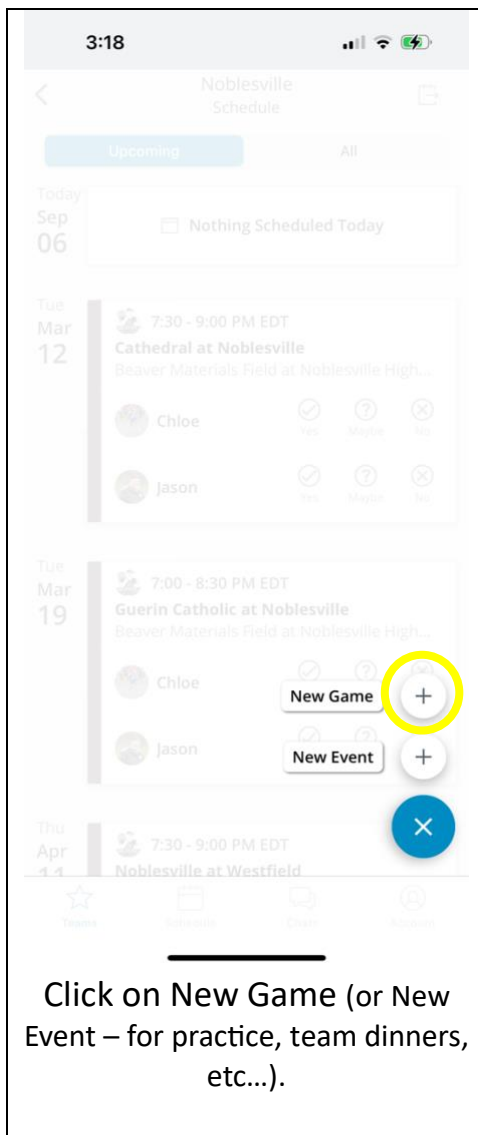 3:18
Noblesville
Schedule
Upcoming All
Today
Sep
06
Nothing Scheduled Today
Tue
Mar
12
7:30 - 9:00 PM EDT
Cathedral at Noblesville
Beaver Materials Field at Noblesville High...
Chloe
Yes Maybe No
Jason
Yes Maybe No
Tue
Mar
19
7:00 - 8:30 PM EDT
Guerin Catholic at Noblesville
Beaver Materials Field at Noblesville High...
Chloe
New Game
Jason
New Event
Thu
Apr
11
7:30 - 9:00 PM EDT
Noblesville at Westfield
Teams Schedule Chats Account
Click on New Game (or New
Event – for practice, team dinners,
etc...).